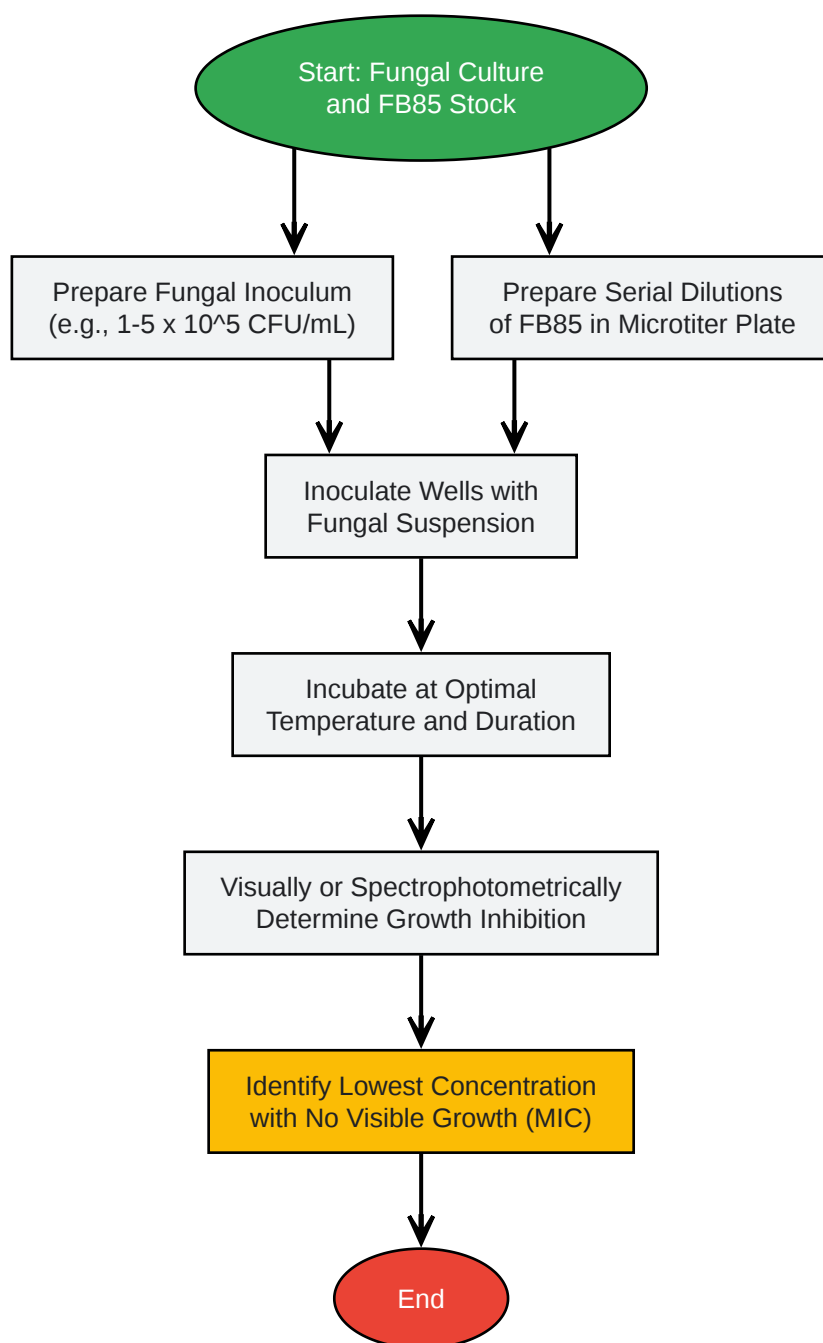 Start: Fungal Culture
and FB85 Stock
Prepare Fungal Inoculum
(e.g., 1-5 x 10^5 CFU/mL)
Prepare Serial Dilutions
of FB85 in Microtiter Plate
Inoculate Wells with
Fungal Suspension
Incubate at Optimal
Temperature and Duration
Visually or Spectrophotometrically
Determine Growth Inhibition
Identify Lowest Concentration
with No Visible Growth (MIC)
End